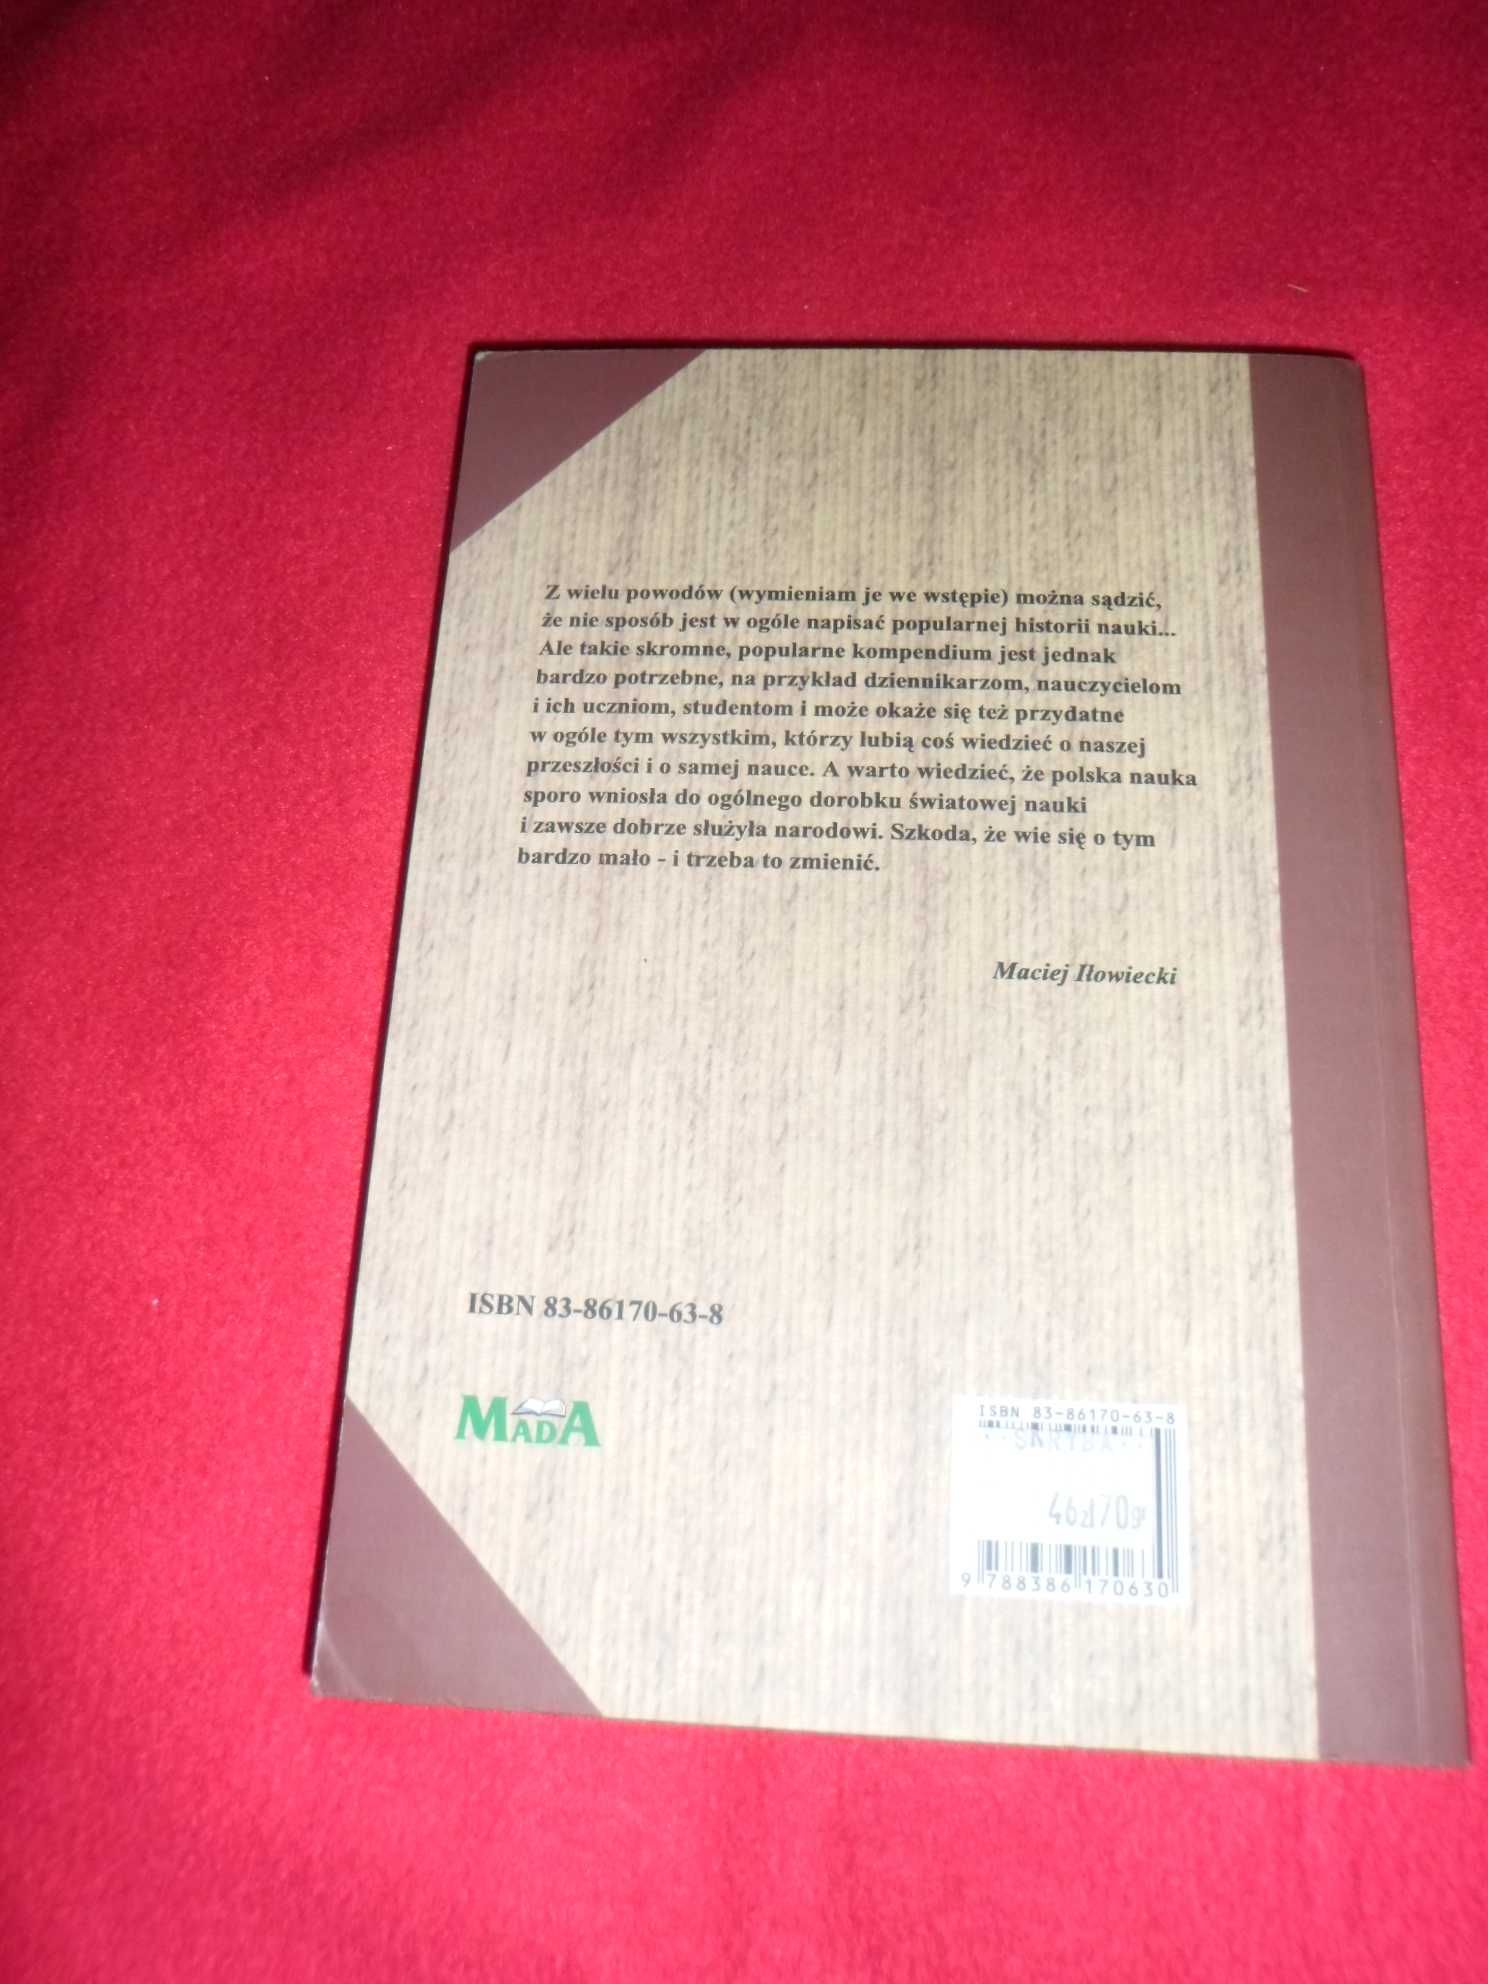 Z wielu powodów (wymieniam je we wstępie) można sądzić,
że nie sposób jest w ogóle napisać popularnej historii nauki...
Ale takie skromne, popularne kompendium jest jednak
bardzo potrzebne, na przykład dziennikarzom, nauczycielom
i ich uczniom, studentom i może okaże się też przydatne
w ogóle tym wszystkim, którzy lubią coś wiedzieć o naszej
przeszłości i o samej nauce. A warto wiedzieć, że polska nauka
sporo wniosła do ogólnego dorobku światowej nauki
i zawsze dobrze służyła narodowi. Szkoda, że wie się o tym
bardzo mało - i trzeba to zmienić.
Maciej Iłowiecki
ISBN 83-86170-63-8
MADA
ISBN 83-86170-63-8
SKRYBA
46zł70gr
9 788386 170630